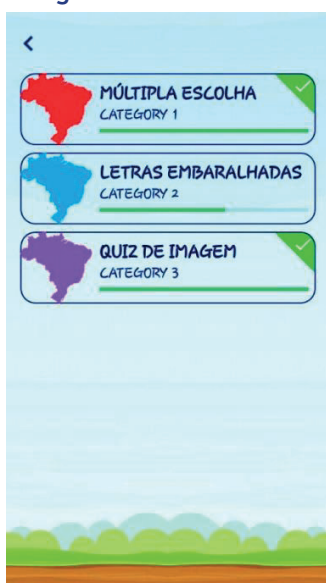 MÚLTIPLA ESCOLHA
CATEGORY 1
LETRAS EMBARALHADAS
CATEGORY 2
QUIZ DE IMAGEM
CATEGORY 3